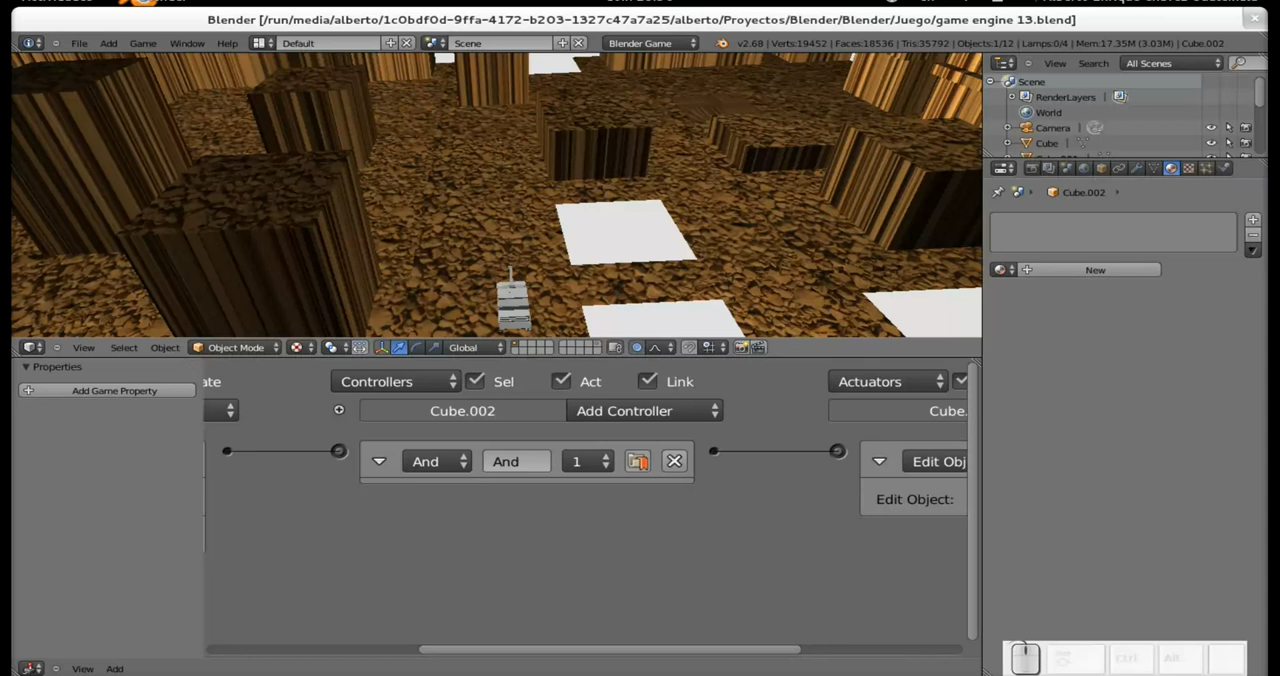 Blender [/run/media/alberto/1c0bdf0d-9ffa-4172-b203-1327c47a7a25/alberto/Proyectos/Blender/Blender/Juego/game engine 13.blend]
File Add Game Window Help Default Scene Blender Game v2.68 | Verts:19452 | Faces:18536 | Tris:35792 | Objects:1/12 | Lamps:0/4 | Mem:17.35M (3.03M) | Cube.002
View Search All Scenes
Scene
RenderLayers
World
Camera
Cube
Cube.002
New
View Select Object Object Mode Global
Properties
Add Game Property
ate Controllers Sel Act Link Actuators
Cube.002 Add Controller Cube.
And And 1 Edit Obj
Edit Object:
View Add
Ctrl Alt